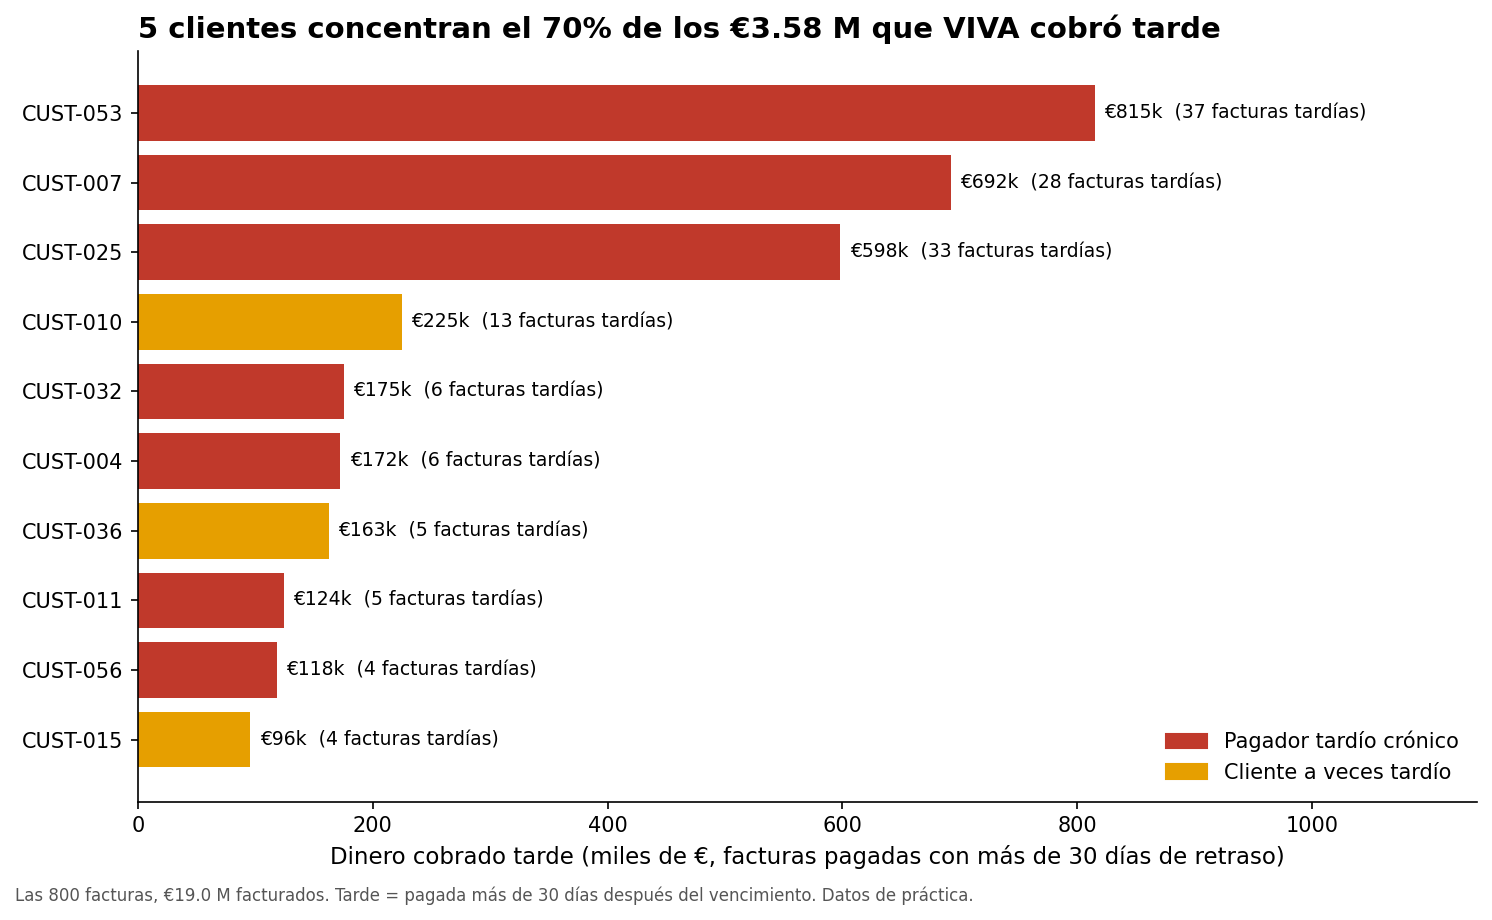 5 clientes concentran el 70% de los €3.58 M que VIVA cobró tarde
CUST-053 €815k (37 facturas tardías)
CUST-007 €692k (28 facturas tardías)
CUST-025 €598k (33 facturas tardías)
CUST-010 €225k (13 facturas tardías)
CUST-032 €175k (6 facturas tardías)
CUST-004 €172k (6 facturas tardías)
CUST-036 €163k (5 facturas tardías)
CUST-011 €124k (5 facturas tardías)
CUST-056 €118k (4 facturas tardías)
CUST-015 €96k (4 facturas tardías)
Pagador tardío crónico
Cliente a veces tardío
0 200 400 600 800 1000
Dinero cobrado tarde (miles de €, facturas pagadas con más de 30 días de retraso)
Las 800 facturas, €19.0 M facturados. Tarde = pagada más de 30 días después del vencimiento. Datos de práctica.